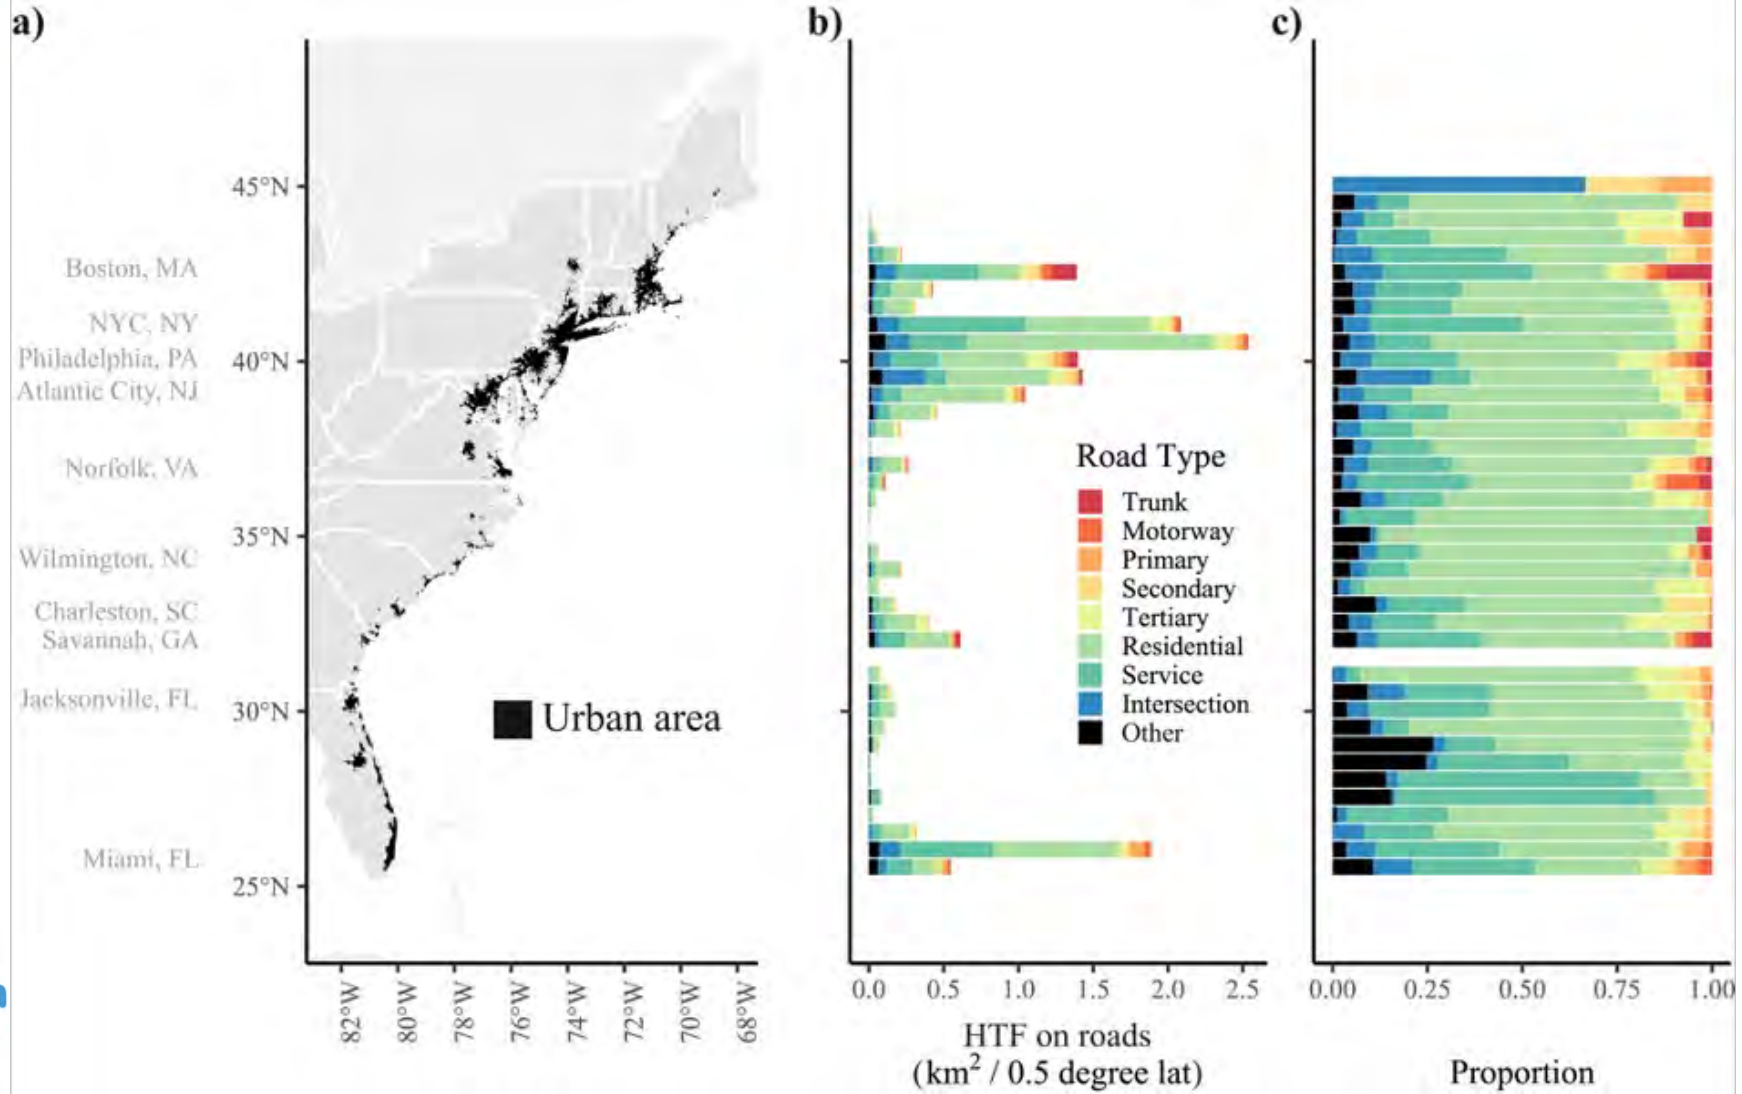 a)
45°N
Boston, MA
NYC, NY
Philadelphia, PA
40°N
Atlantic City, NJ
Norfolk, VA
35°N
Wilmington, NC
Charleston, SC
Savannah, GA
Jacksonville, FL
30°N
Miami, FL
25°N
Urban area
82°W
80°W
78°W
76°W
74°W
72°W
70°W
68°W
b)
Road Type
Trunk
Motorway
Primary
Secondary
Tertiary
Residential
Service
Intersection
Other
0.0 0.5 1.0 1.5 2.0 2.5
HTF on roads
(km² / 0.5 degree lat)
c)
0.00 0.25 0.50 0.75 1.00
Proportion